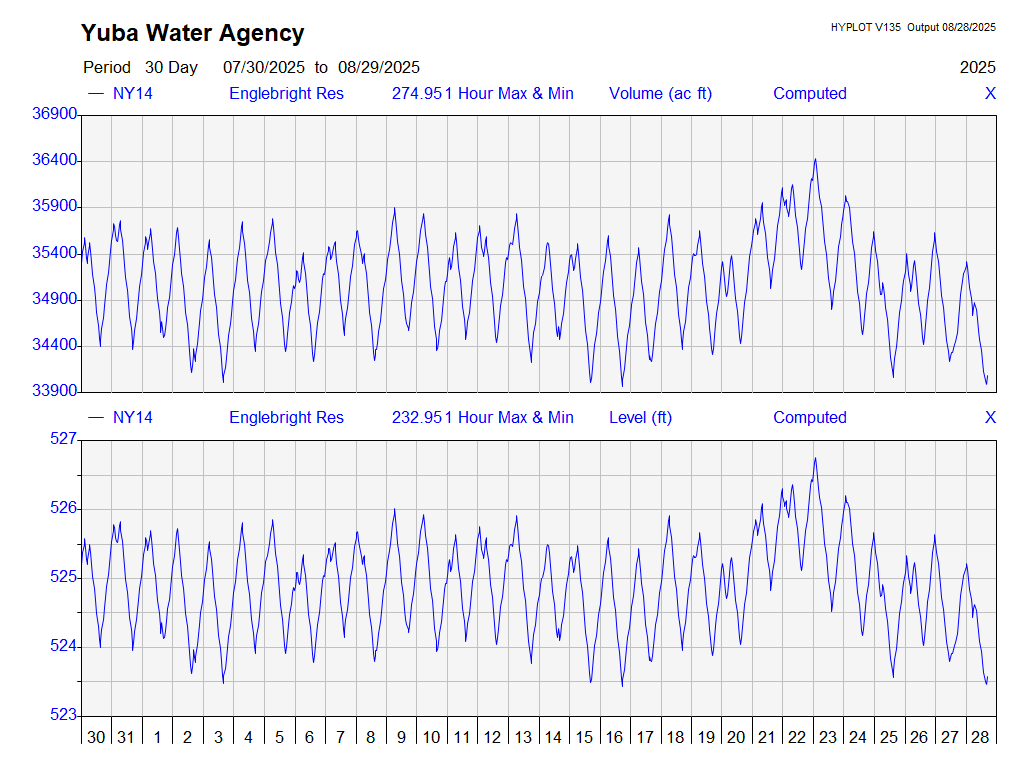 Yuba Water Agency
HYPLOT V135 Output 08/28/2025
Period 30 Day 07/30/2025 to 08/29/2025 2025
NY14 Englebright Res 274.951 Hour Max & Min Volume (ac ft) Computed X
36900
36400
35900
35400
34900
34400
33900
NY14 Englebright Res 232.951 Hour Max & Min Level (ft) Computed X
527
526
525
524
523
30 31 1 2 3 4 5 6 7 8 9 10 11 12 13 14 15 16 17 18 19 20 21 22 23 24 25 26 27 28